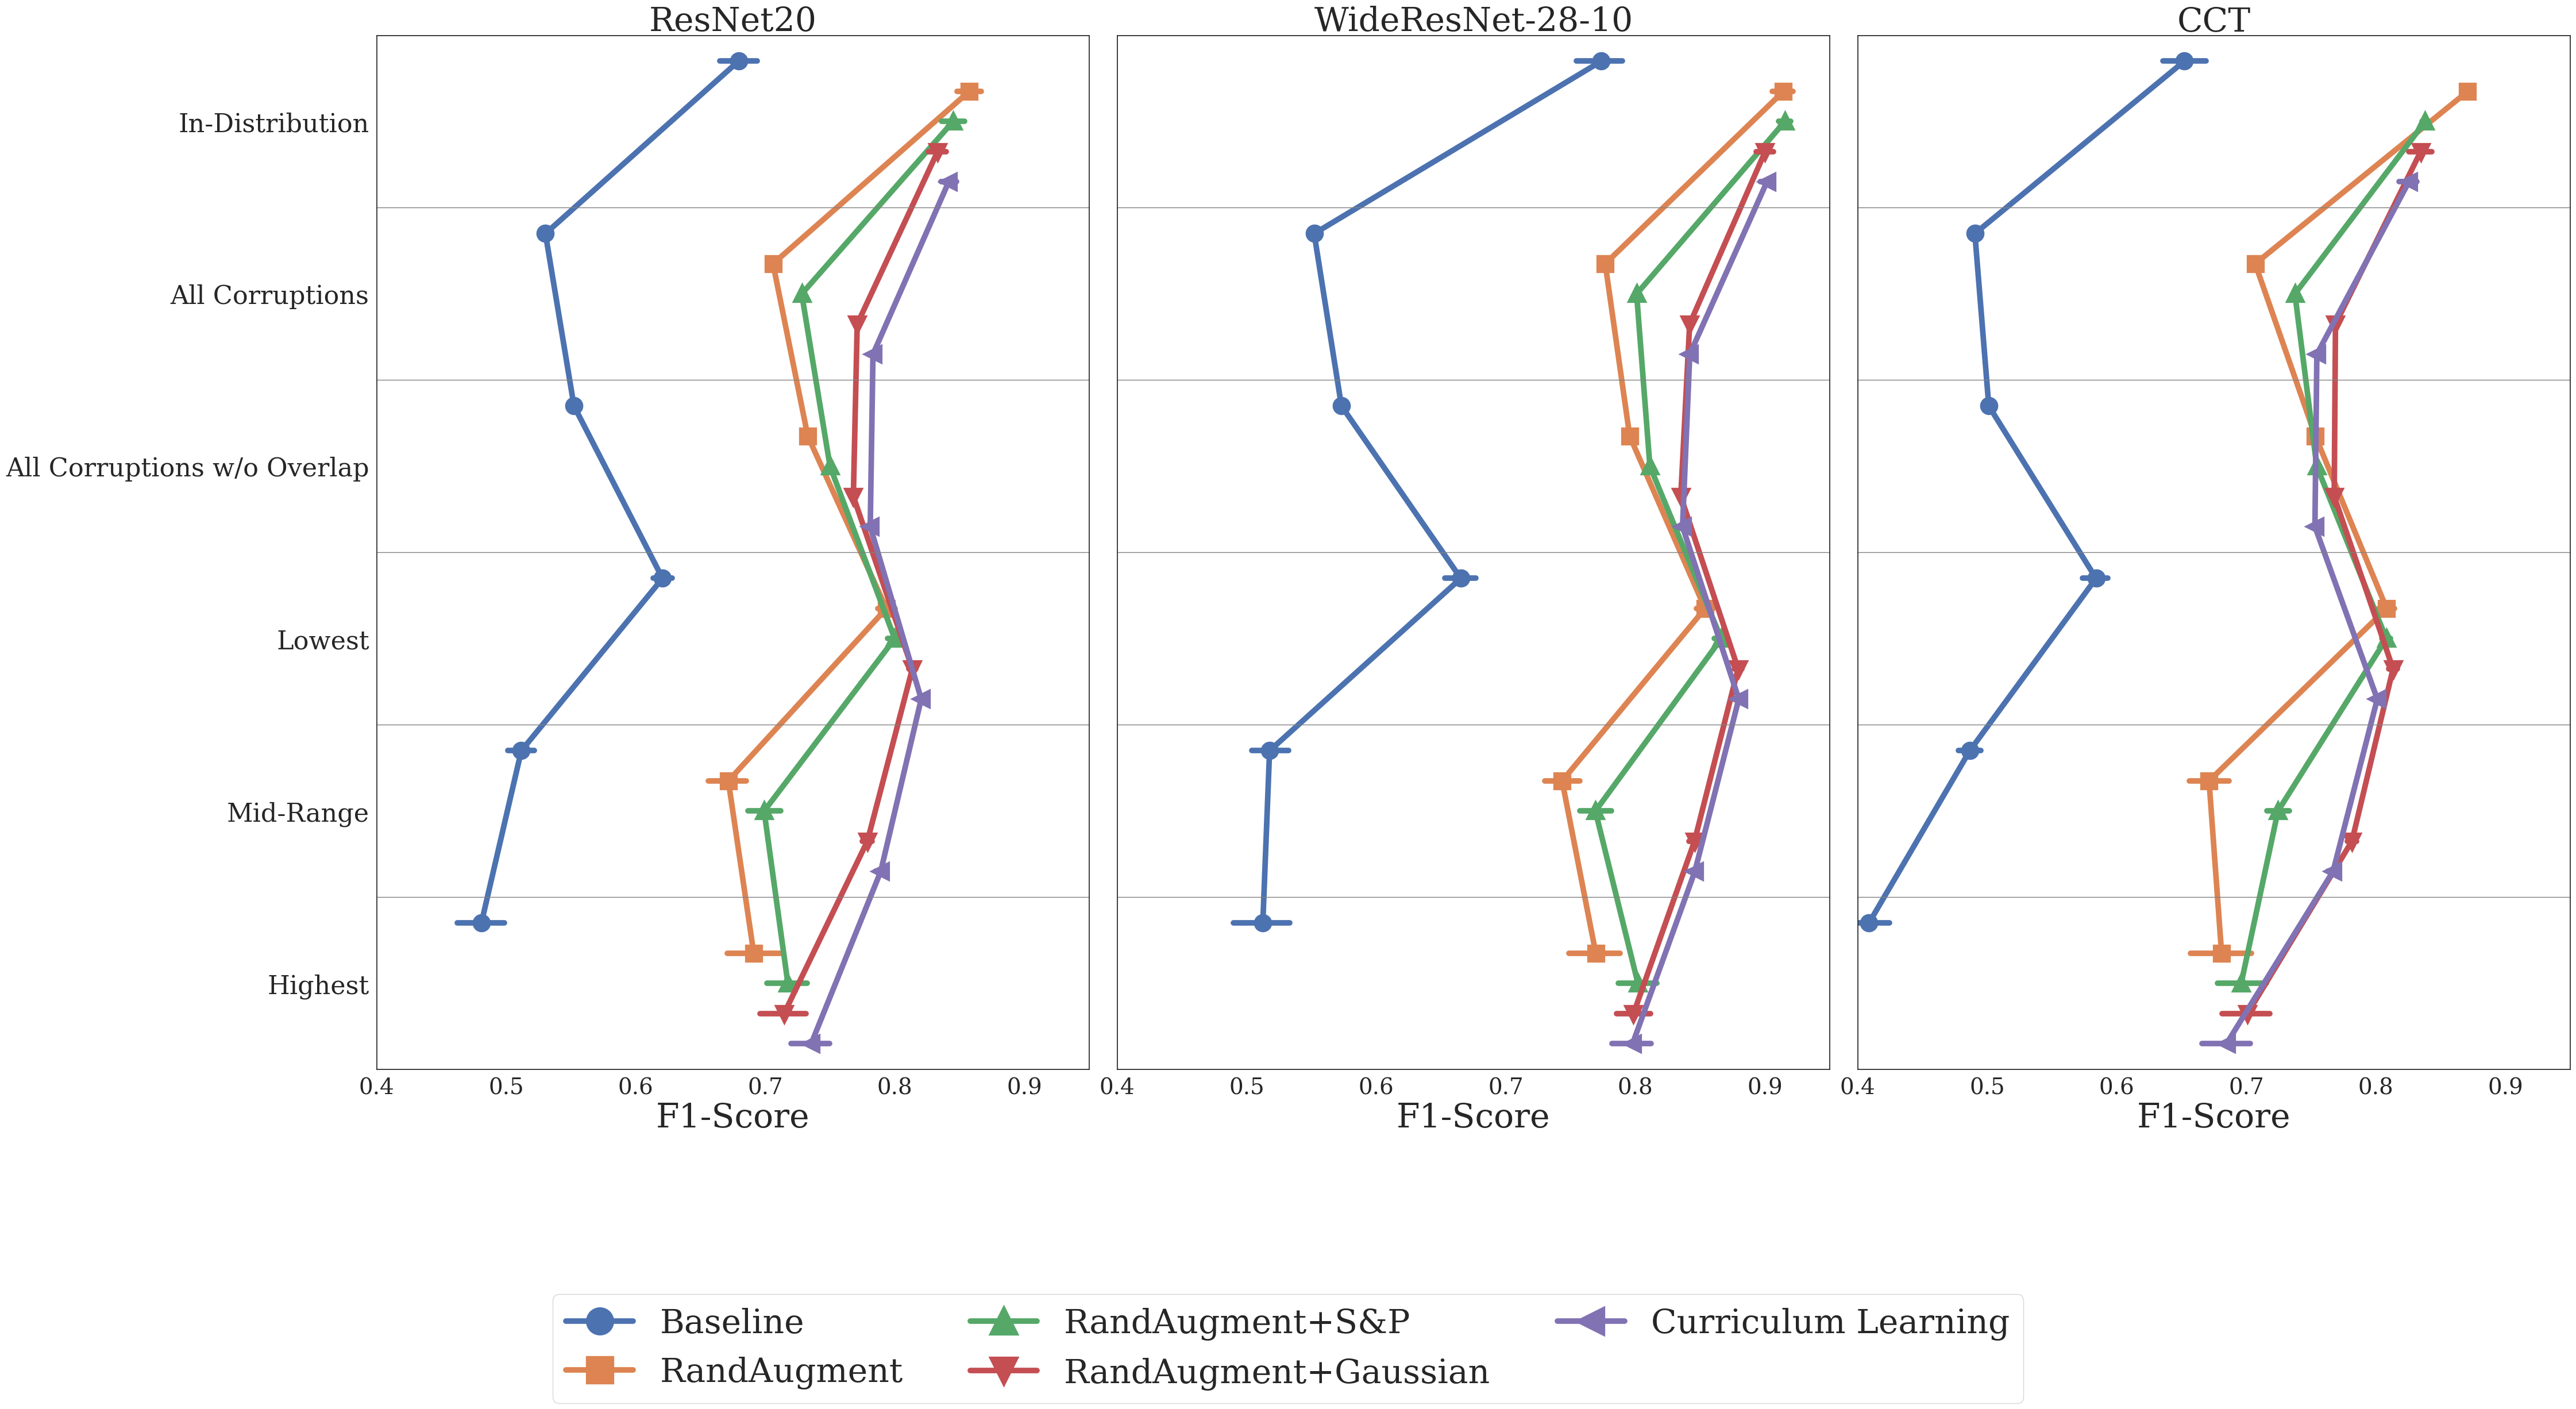 ResNet20 WideResNet-28-10 CCT
In-Distribution
All Corruptions
All Corruptions w/o Overlap
Lowest
Mid-Range
Highest
0.4 0.5 0.6 0.7 0.8 0.9 0.4 0.5 0.6 0.7 0.8 0.9 0.4 0.5 0.6 0.7 0.8 0.9
F1-Score F1-Score F1-Score
Baseline RandAugment+S&P Curriculum Learning
RandAugment RandAugment+Gaussian